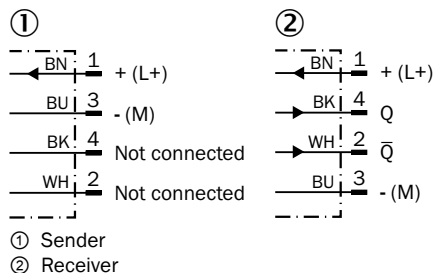 ① ②
BN 1 + (L+)
BU 3 - (M)
BK 4 Not connected
WH 2 Not connected
BN 1 + (L+)
BK 4 Q
WH 2 Q̅
BU 3 - (M)
① Sender
② Receiver